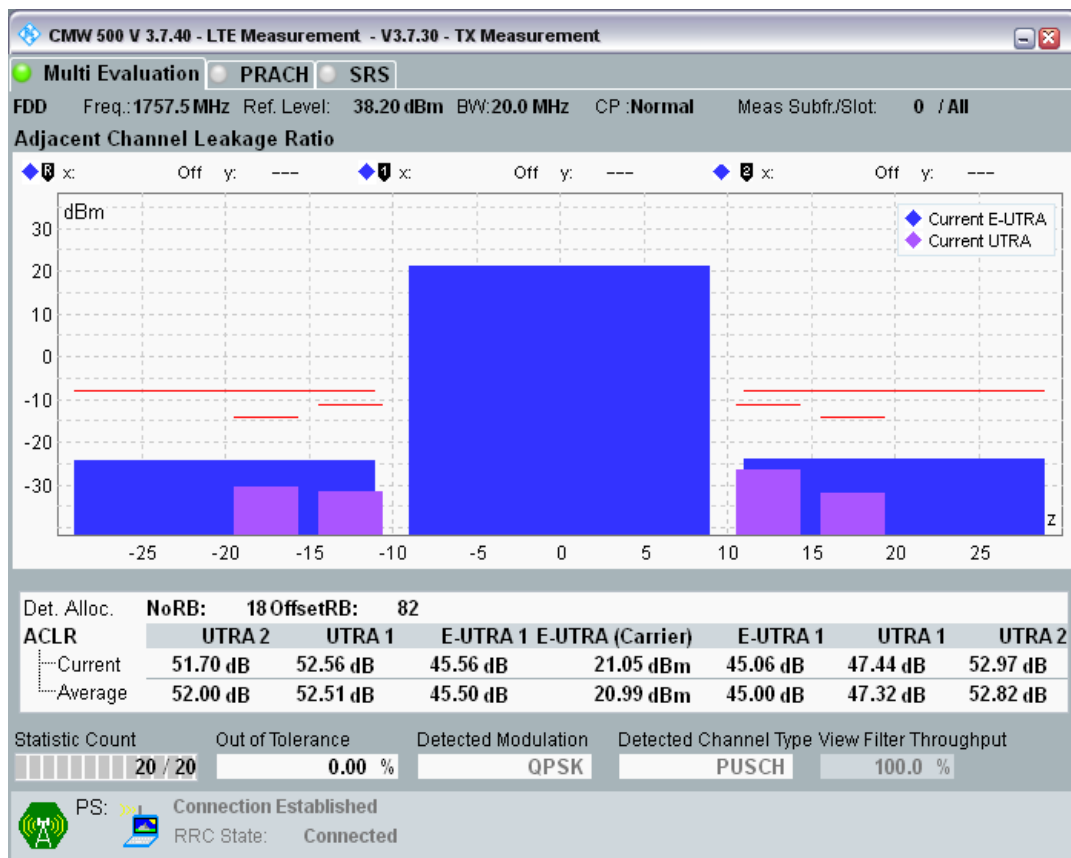 CMW 500 V 3.7.40 - LTE Measurement - V3.7.30 - TX Measurement
Multi Evaluation PRACH SRS
FDD Freq.:1757.5 MHz Ref. Level: 38.20 dBm BW:20.0 MHz CP :Normal Meas Subfr./Slot: 0 / All
Adjacent Channel Leakage Ratio
R x: Off y: --- 1 x: Off y: --- 2 x: Off y: ---
dBm
Current E-UTRA
Current UTRA
30
20
10
0
-10
-20
-30
z
-25 -20 -15 -10 -5 0 5 10 15 20 25
Det. Alloc. NoRB: 18 OffsetRB: 82
ACLR UTRA 2 UTRA 1 E-UTRA 1 E-UTRA (Carrier) E-UTRA 1 UTRA 1 UTRA 2
Current 51.70 dB 52.56 dB 45.56 dB 21.05 dBm 45.06 dB 47.44 dB 52.97 dB
Average 52.00 dB 52.51 dB 45.50 dB 20.99 dBm 45.00 dB 47.32 dB 52.82 dB
Statistic Count Out of Tolerance Detected Modulation Detected Channel Type View Filter Throughput
20 / 20 0.00 % QPSK PUSCH 100.0 %
PS: Connection Established
RRC State: Connected